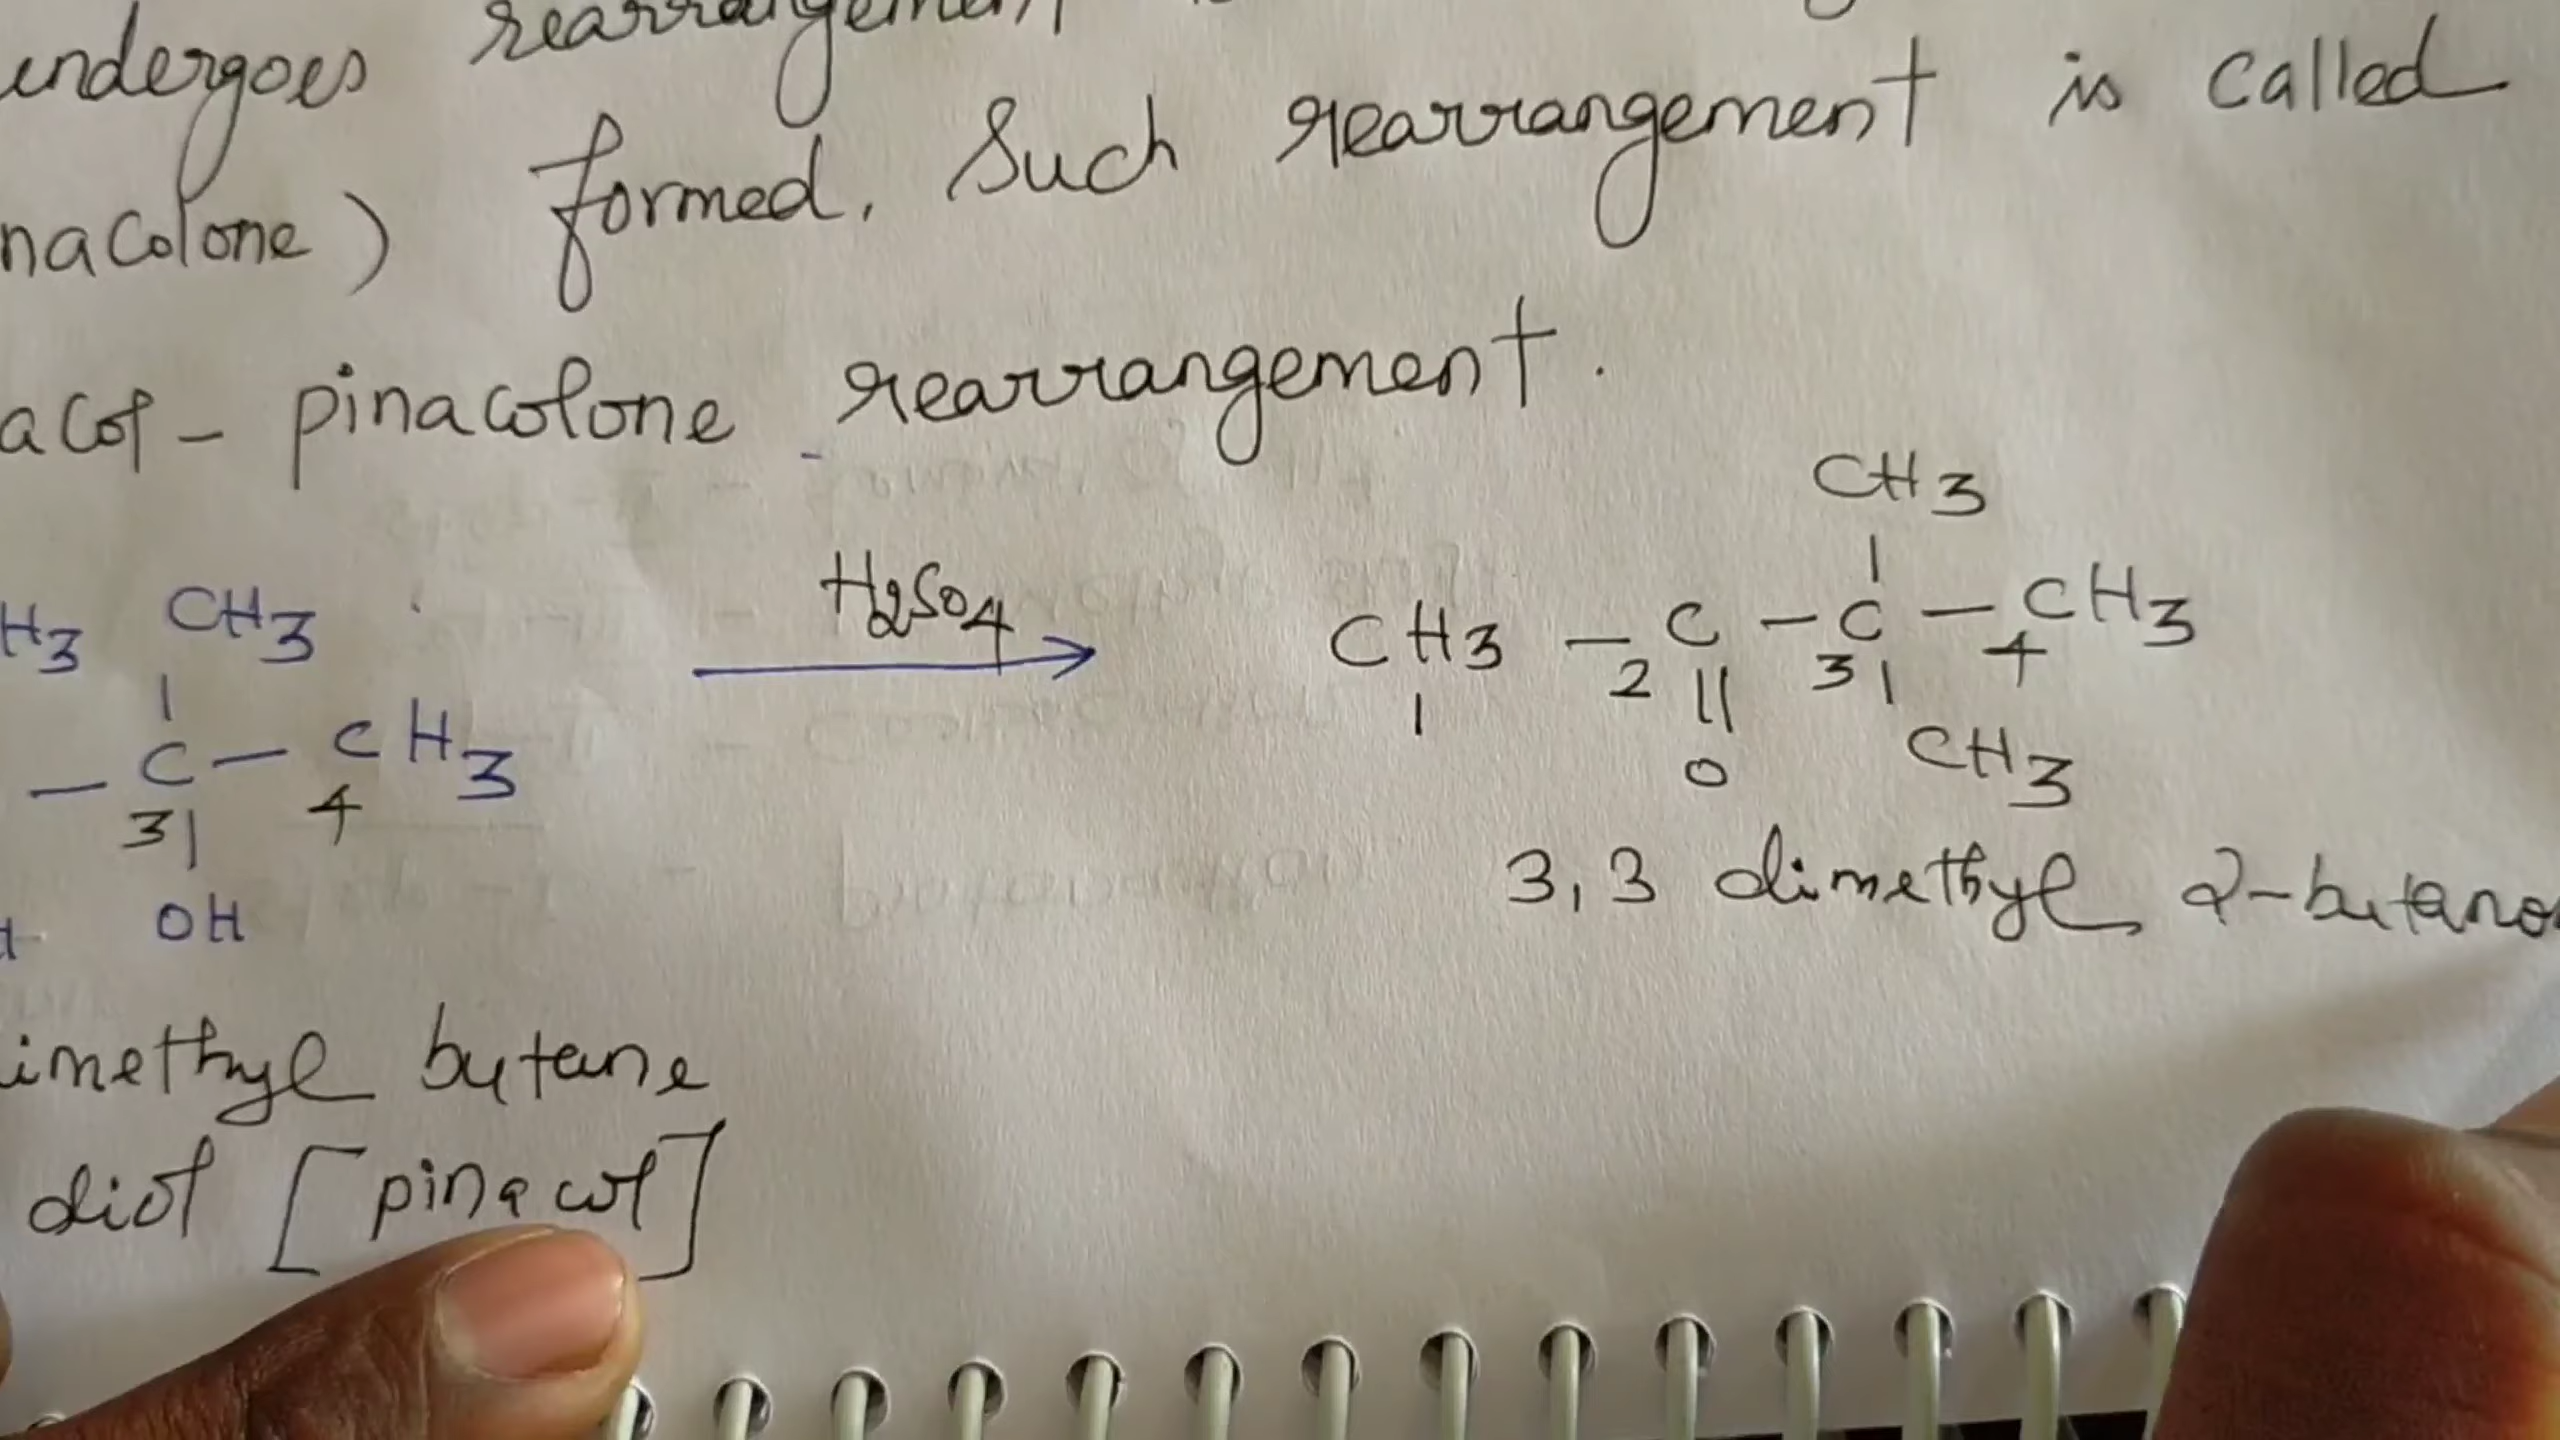 undergoes rearrangement
nacolone) formed. Such rearrangement is called
acol - pinacolone rearrangement.
H3 CH3
- C - CH3
3 4
OH
H2SO4
CH3
CH3 - C - C - CH3
1 2 3 4
O CH3
3,3 dimethyl 2-butano
imethyl butane
diol [pinacol]